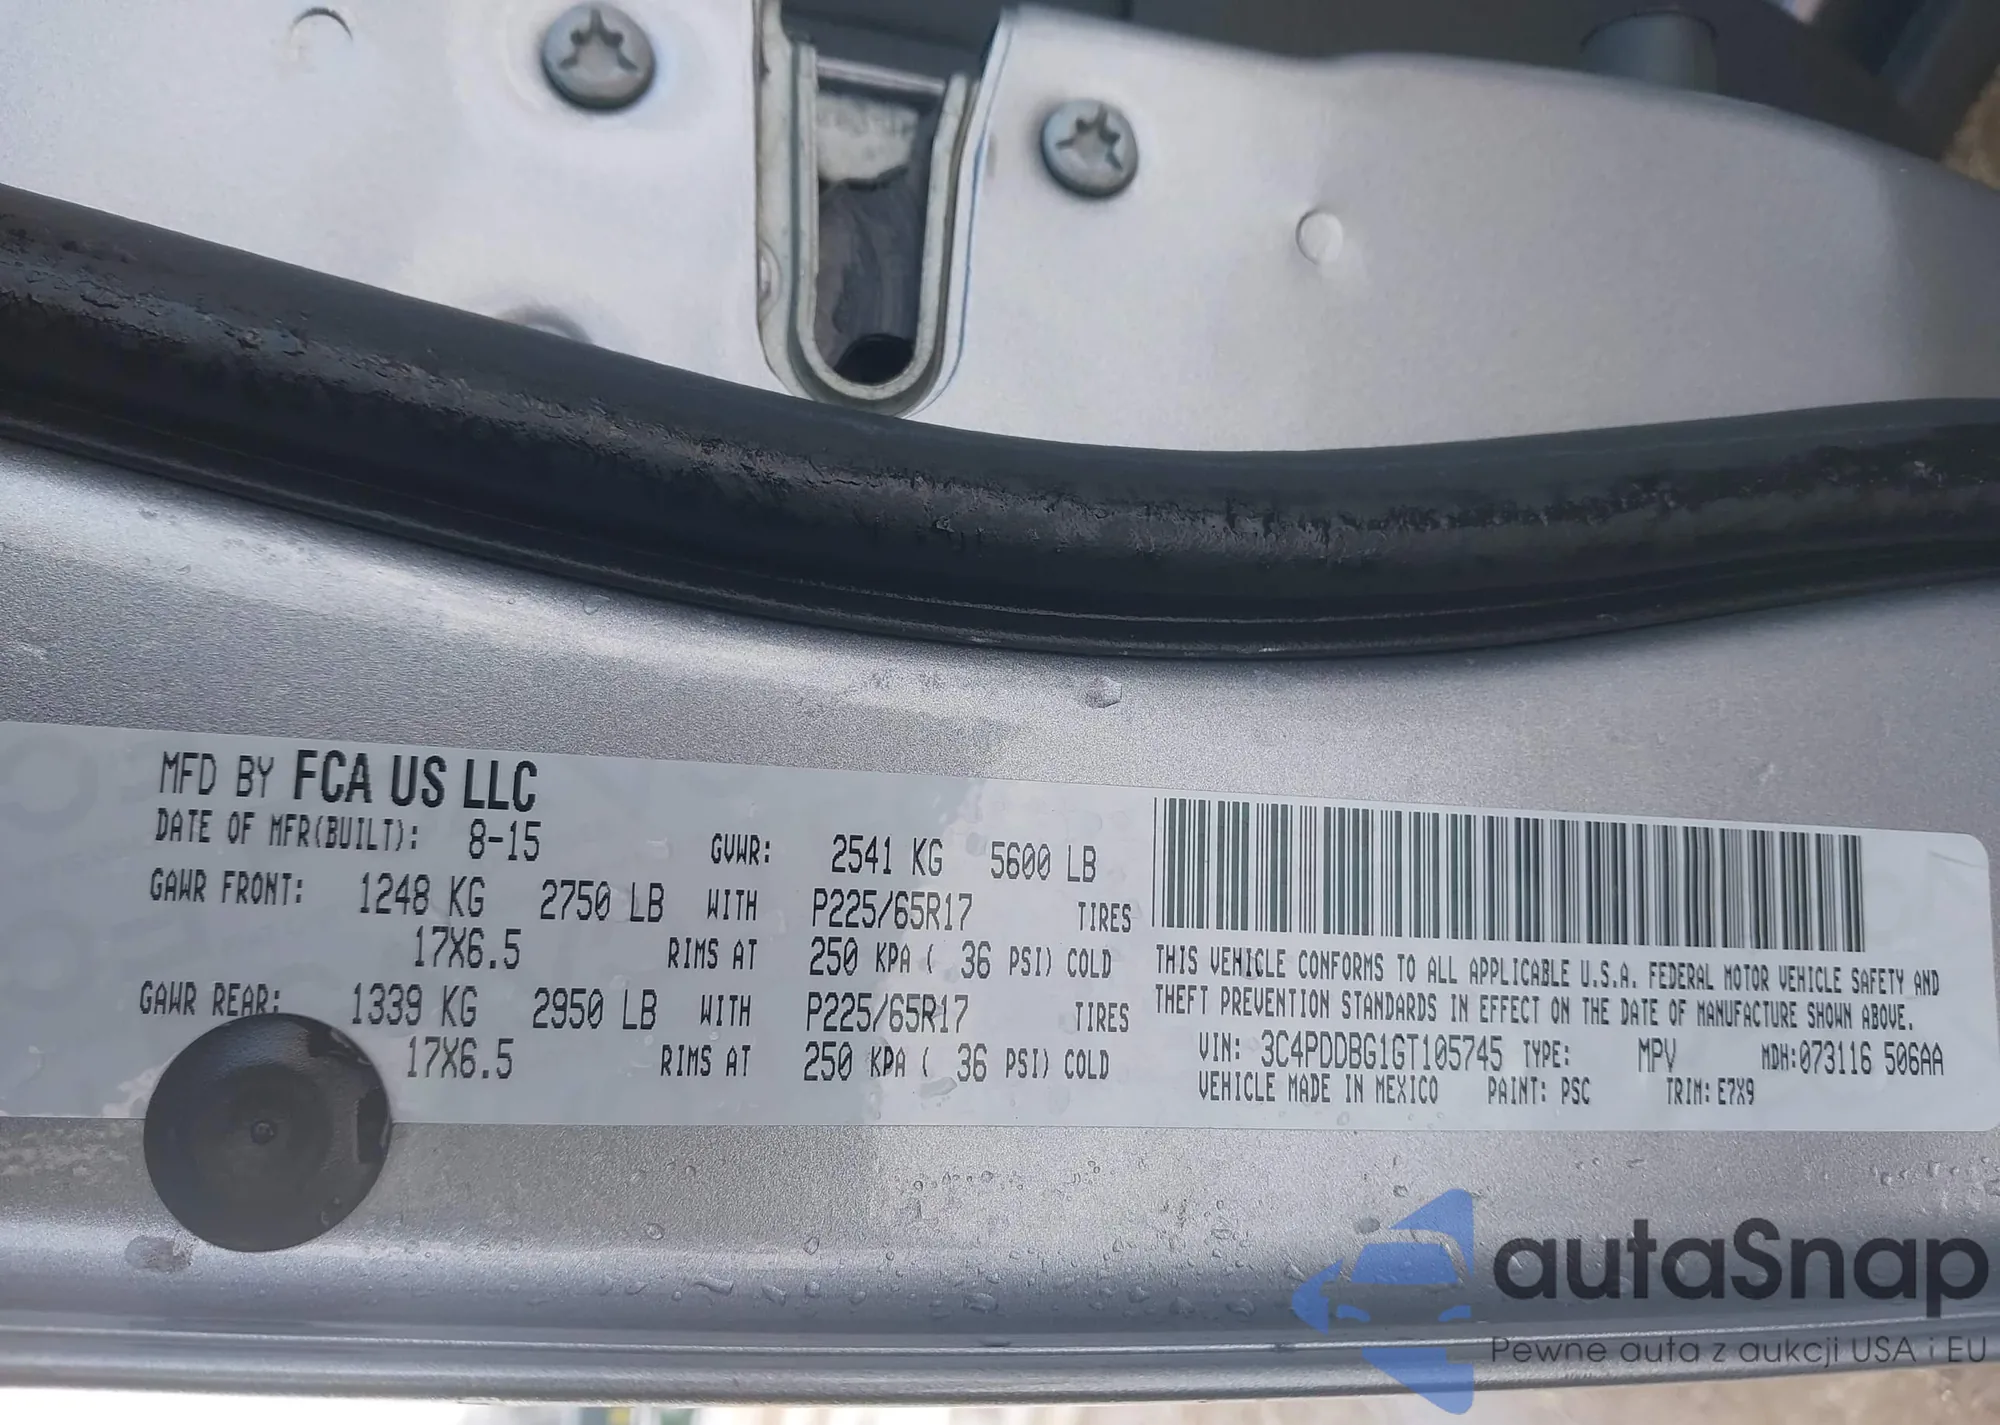 MFD BY FCA US LLC
DATE OF MFR(BUILT): 8-15 GVWR: 2541 KG 5600 LB
GAWR FRONT: 1248 KG 2750 LB WITH P225/65R17 TIRES
17X6.5 RIMS AT 250 KPA ( 36 PSI) COLD
GAWR REAR: 1339 KG 2950 LB WITH P225/65R17 TIRES
17X6.5 RIMS AT 250 KPA ( 36 PSI) COLD
THIS VEHICLE CONFORMS TO ALL APPLICABLE U.S.A. FEDERAL MOTOR VEHICLE SAFETY AND
THEFT PREVENTION STANDARDS IN EFFECT ON THE DATE OF MANUFACTURE SHOWN ABOVE.
VIN: 3C4PDDBG1GT105745 TYPE: MPV MDH:073116 506AA
VEHICLE MADE IN MEXICO PAINT: PSC TRIM: E7X9
autaSnap
Pewne auta z aukcji USA i EU